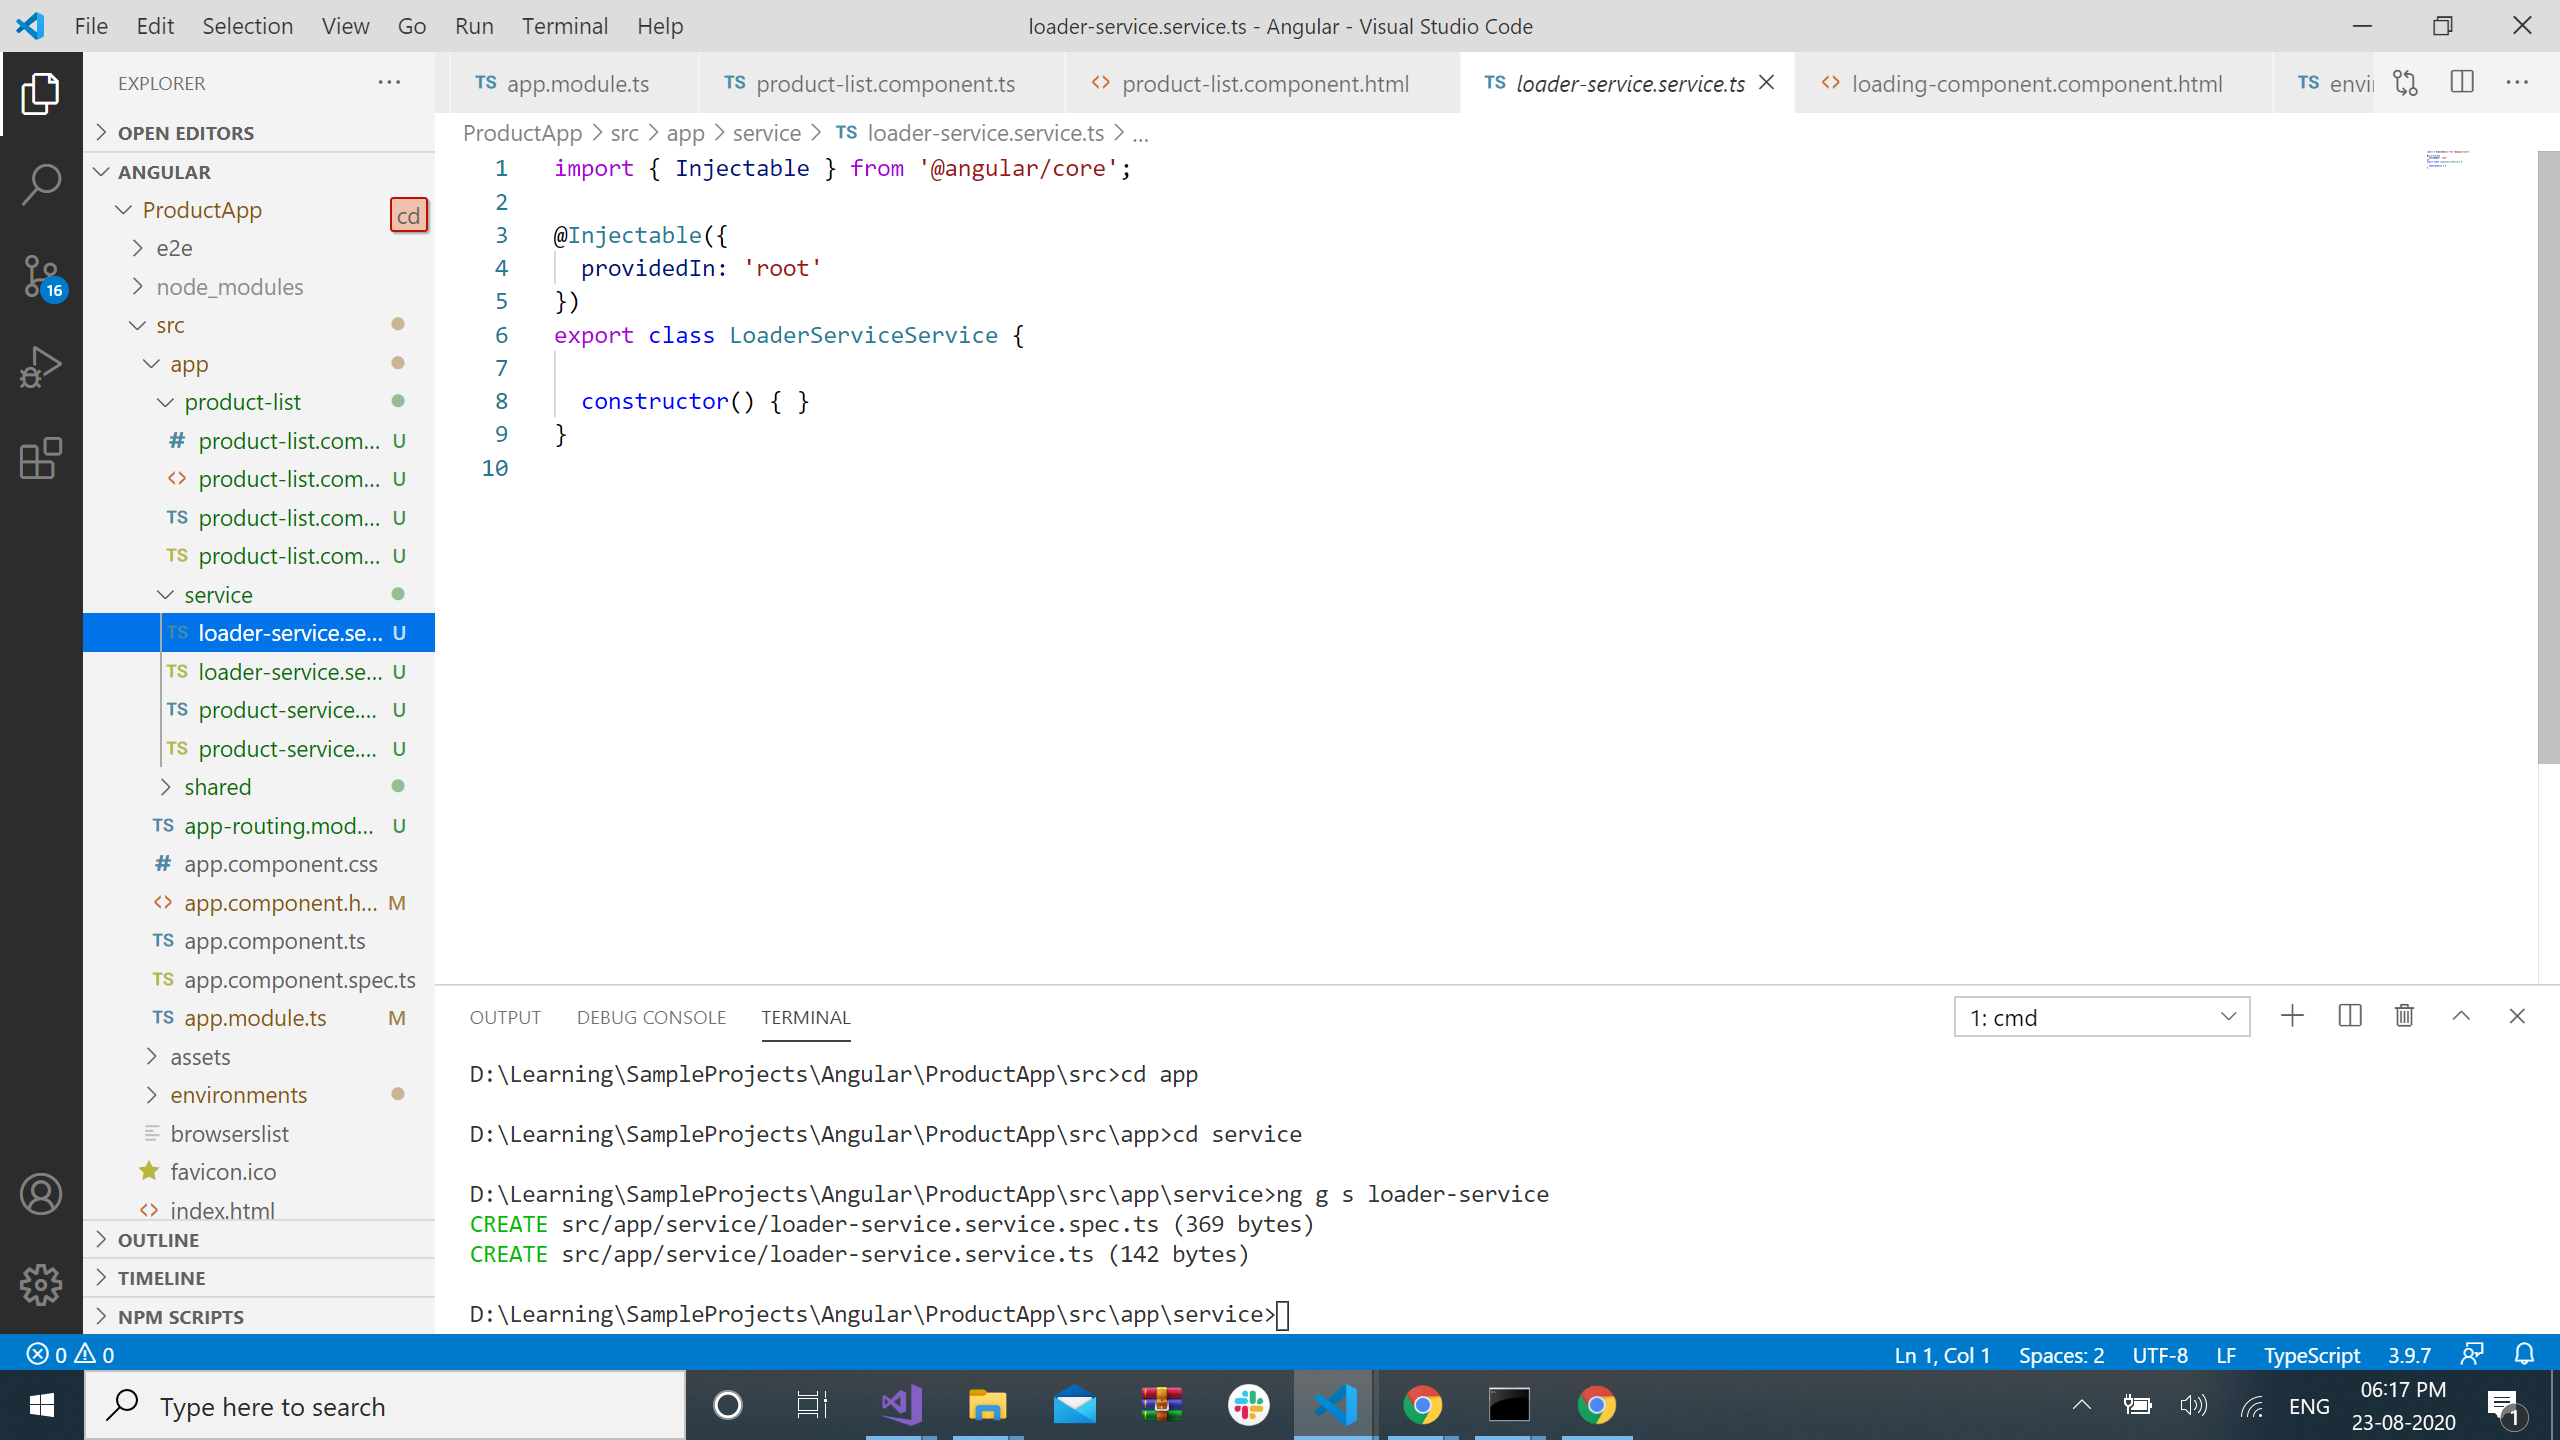 File Edit Selection View Go Run Terminal Help
loader-service.service.ts - Angular - Visual Studio Code
EXPLORER
OPEN EDITORS
ANGULAR
ProductApp
cd
e2e
node_modules
src
app
product-list
# product-list.com... U
<> product-list.com... U
TS product-list.com... U
TS product-list.com... U
service
TS loader-service.se... U
TS loader-service.se... U
TS product-service.... U
TS product-service.... U
shared
TS app-routing.mod... U
# app.component.css
<> app.component.h... M
TS app.component.ts
TS app.component.spec.ts
TS app.module.ts M
assets
environments
browserslist
favicon.ico
<> index.html
OUTLINE
TIMELINE
NPM SCRIPTS
16
TS app.module.ts TS product-list.component.ts <> product-list.component.html TS loader-service.service.ts <> loading-component.component.html TS envi
ProductApp > src > app > service > TS loader-service.service.ts > ...
1 import { Injectable } from '@angular/core';
2
3 @Injectable({
4 providedIn: 'root'
5 })
6 export class LoaderServiceService {
7
8 constructor() { }
9 }
10
OUTPUT DEBUG CONSOLE TERMINAL
1: cmd
D:\Learning\SampleProjects\Angular\ProductApp\src>cd app
D:\Learning\SampleProjects\Angular\ProductApp\src\app>cd service
D:\Learning\SampleProjects\Angular\ProductApp\src\app\service>ng g s loader-service
CREATE src/app/service/loader-service.service.spec.ts (369 bytes)
CREATE src/app/service/loader-service.service.ts (142 bytes)
D:\Learning\SampleProjects\Angular\ProductApp\src\app\service>
0 0
Ln 1, Col 1 Spaces: 2 UTF-8 LF TypeScript 3.9.7
Type here to search
ENG
06:17 PM
23-08-2020
1